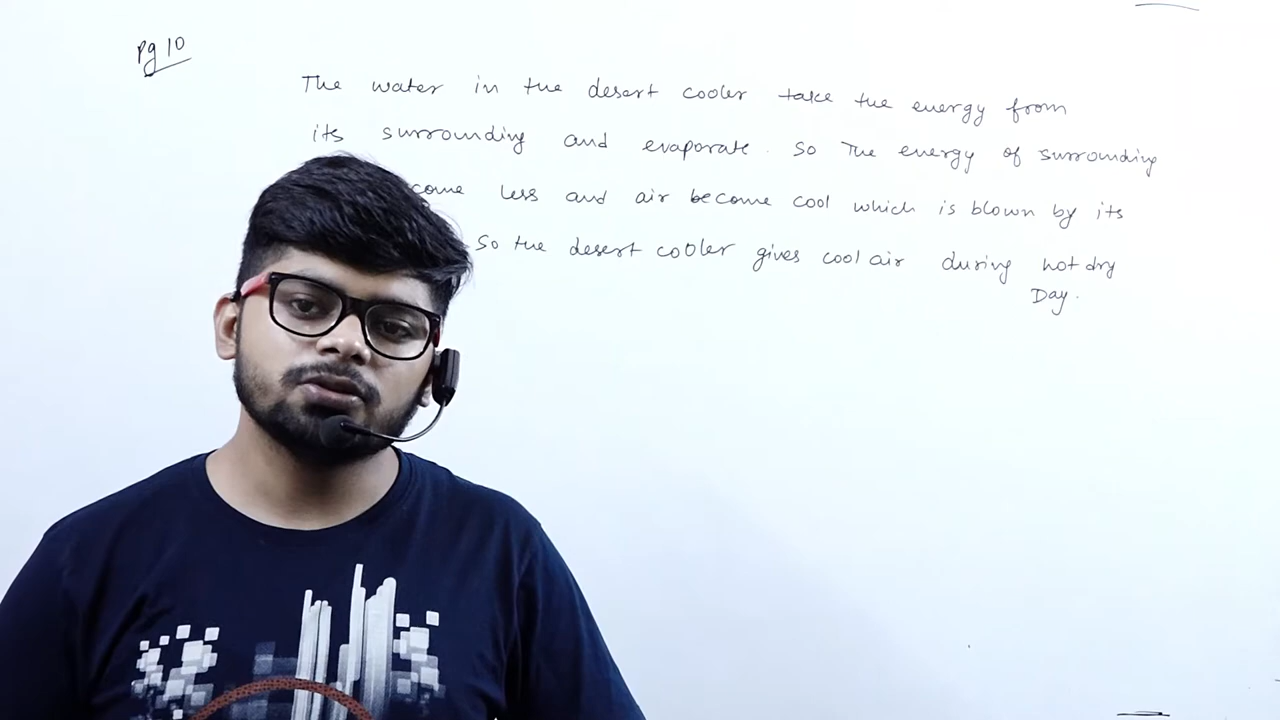 Pg 10
The water in the desert cooler take the energy from
its surrounding and evaporate. So The energy of surrounding
come less and air become cool which is blown by its
So the desert cooler gives cool air during hot dry
Day.